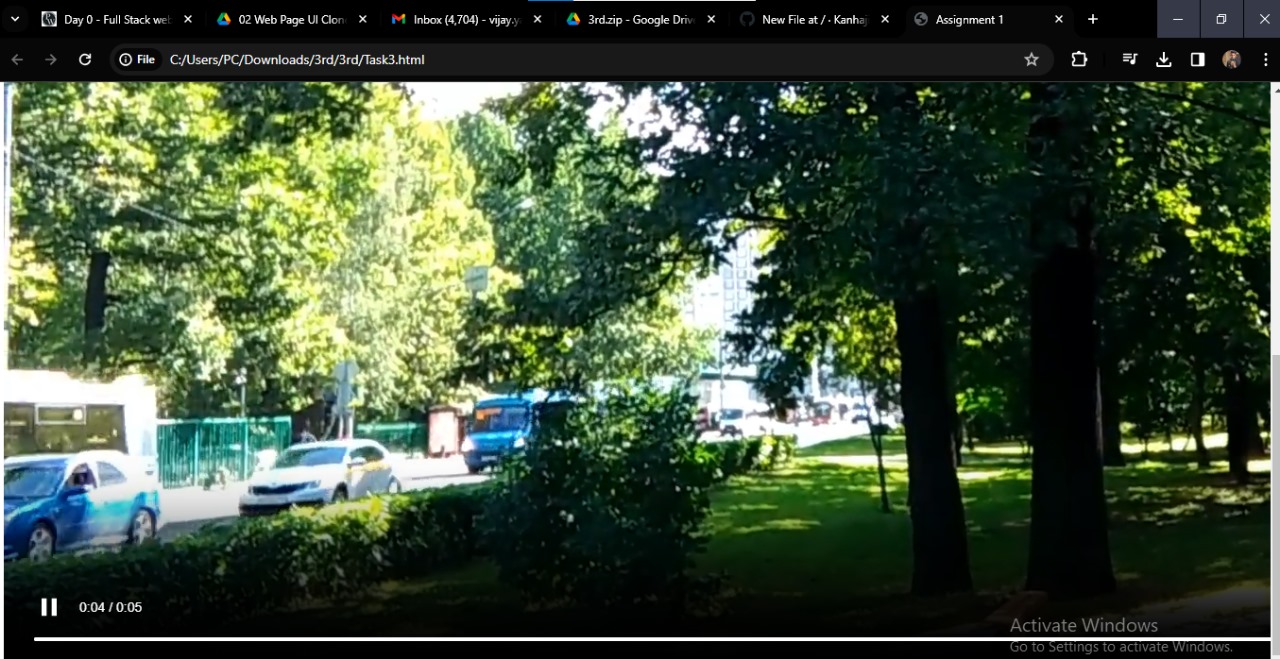 Day 0 - Full Stack web
02 Web Page UI Clon
Inbox (4,704) - vijay.y
3rd.zip - Google Driv
New File at / · Kanhaj
Assignment 1
File
C:/Users/PC/Downloads/3rd/3rd/Task3.html
0:04 / 0:05
Activate Windows
Go to Settings to activate Windows.